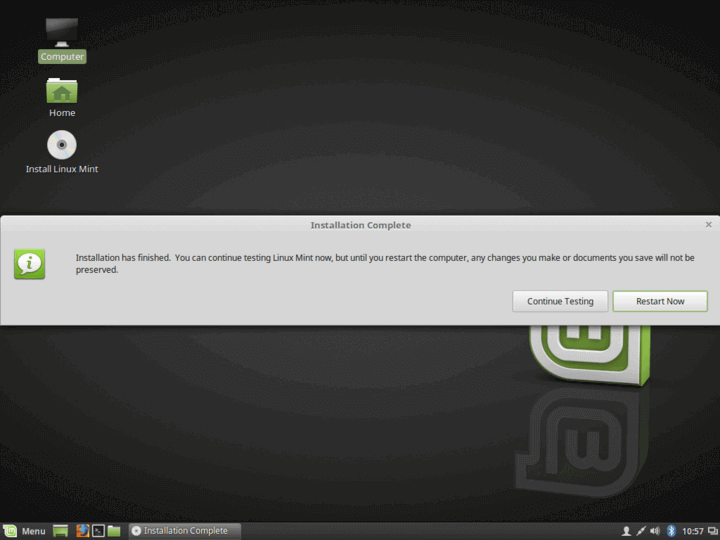 Computer
Home
Install Linux Mint
Installation Complete
Installation has finished. You can continue testing Linux Mint now, but until you restart the computer, any changes you make or documents you save will not be
preserved.
Continue Testing
Restart Now
Menu
Installation Complete
10:57